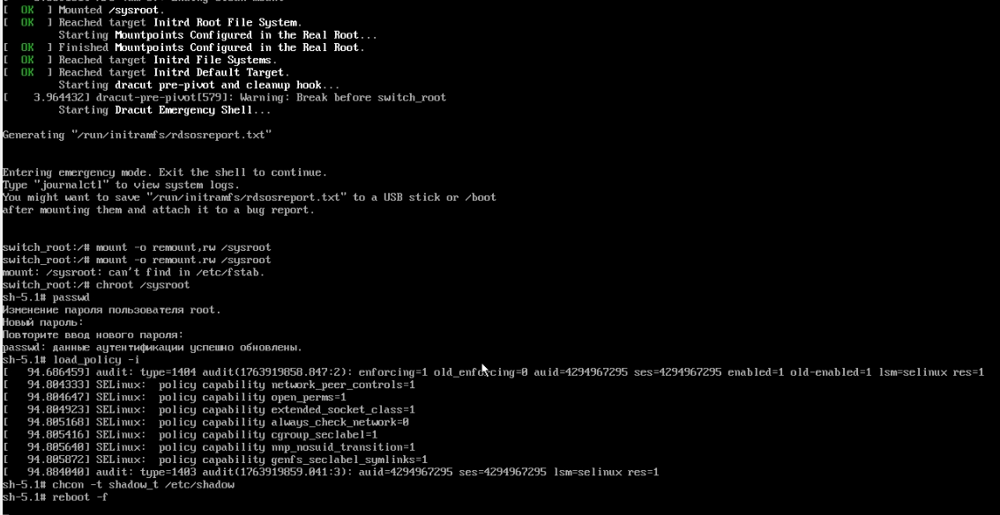 [  OK  ] Mounted /sysroot.
[  OK  ] Reached target Initrd Root File System.
Starting Mountpoints Configured in the Real Root...
[  OK  ] Finished Mountpoints Configured in the Real Root.
[  OK  ] Reached target Initrd File Systems.
[  OK  ] Reached target Initrd Default Target.
Starting dracut pre-pivot and cleanup hook...
[    3.964432] dracut-pre-pivot[579]: Warning: Break before switch_root
Starting Dracut Emergency Shell...
Generating "/run/initramfs/rdsosreport.txt"
Entering emergency mode. Exit the shell to continue.
Type "journalctl" to view system logs.
You might want to save "/run/initramfs/rdsosreport.txt" to a USB stick or /boot
after mounting them and attach it to a bug report.
switch_root:/# mount -o remount,rw /sysroot
switch_root:/# mount -o remount.rw /sysroot
mount: /sysroot: can't find in /etc/fstab.
switch_root:/# chroot /sysroot
sh-5.1# passwd
Изменение пароля пользователя root.
Новый пароль:
Повторите ввод нового пароля:
passwd: данные аутентификации успешно обновлены.
sh-5.1# load_policy -i
[   94.686459] audit: type=1404 audit(1763919858.847:2): enforcing=1 old_enforcing=0 auid=4294967295 ses=4294967295 enabled=1 old-enabled=1 lsm=selinux res=1
[   94.804333] SELinux:  policy capability network_peer_controls=1
[   94.804647] SELinux:  policy capability open_perms=1
[   94.804923] SELinux:  policy capability extended_socket_class=1
[   94.805168] SELinux:  policy capability always_check_network=0
[   94.805416] SELinux:  policy capability cgroup_seclabel=1
[   94.805640] SELinux:  policy capability nnp_nosuid_transition=1
[   94.805872] SELinux:  policy capability genfs_seclabel_symlinks=1
[   94.884040] audit: type=1403 audit(1763919859.041:3): auid=4294967295 ses=4294967295 lsm=selinux res=1
sh-5.1# chcon -t shadow_t /etc/shadow
sh-5.1# reboot -f